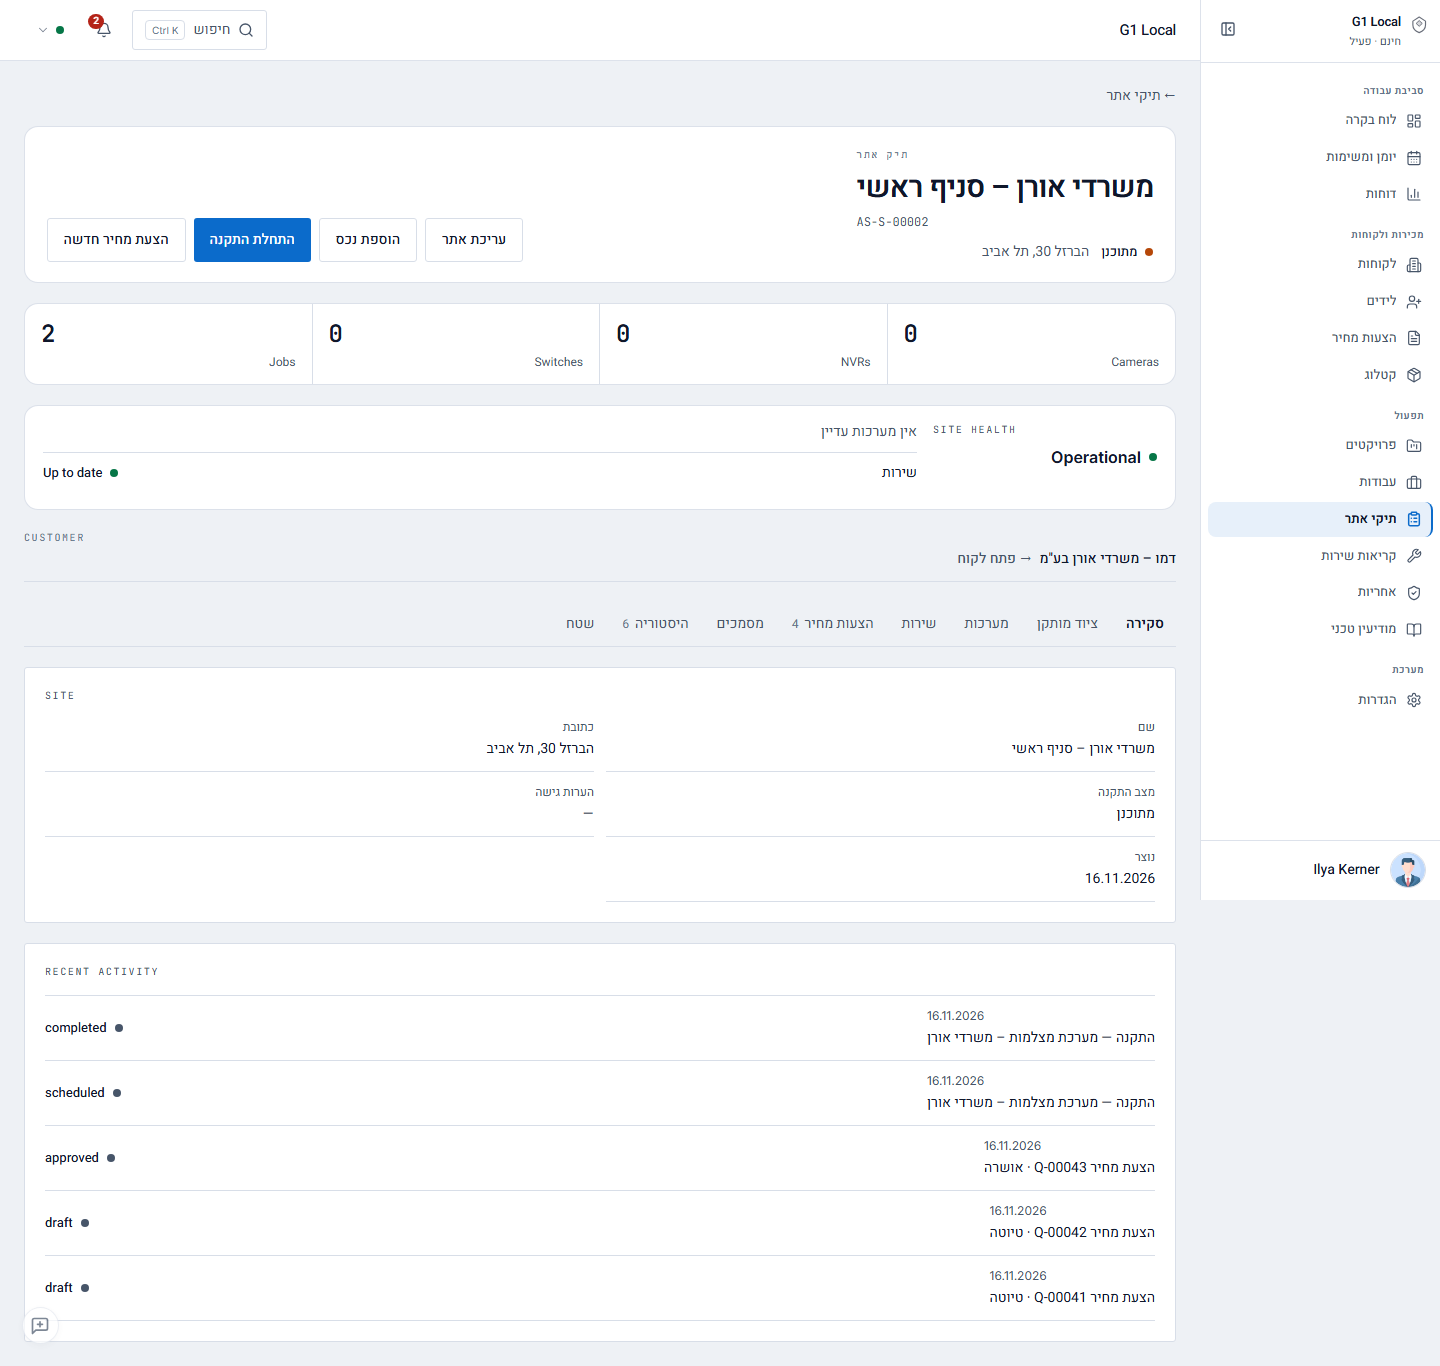 G1 Local
חינם · פעיל
סביבת עבודה
לוח בקרה
יומן ומשימות
דוחות
מכירות ולקוחות
לקוחות
לידים
הצעות מחיר
קטלוג
תפעול
פרויקטים
עבודות
תיקי אתר
קריאות שירות
אחריות
מודיעין טכני
מערכת
הגדרות
Ilya Kerner
G1 Local
חיפוש Ctrl K
2
← תיקי אתר
תיק אתר
משרדי אורן – סניף ראשי
AS-S-00002
מתוכנן הברזל 30, תל אביב
עריכת אתר
הוספת נכס
התחלת התקנה
הצעת מחיר חדשה
0
Cameras
0
NVRs
0
Switches
2
Jobs
SITE HEALTH
Operational
אין מערכות עדיין
שירות Up to date
CUSTOMER
דמו – משרדי אורן בע"מ פתח לקוח →
סקירה ציוד מותקן מערכות שירות הצעות מחיר 4 מסמכים היסטוריה 6 שטח
SITE
שם
משרדי אורן – סניף ראשי
כתובת
הברזל 30, תל אביב
מצב התקנה
מתוכנן
הערות גישה
—
נוצר
16.11.2026
RECENT ACTIVITY
16.11.2026
התקנה — מערכת מצלמות – משרדי אורן
completed
16.11.2026
התקנה — מערכת מצלמות – משרדי אורן
scheduled
16.11.2026
הצעת מחיר Q-00043 · אושרה
approved
16.11.2026
הצעת מחיר Q-00042 · טיוטה
draft
16.11.2026
הצעת מחיר Q-00041 · טיוטה
draft